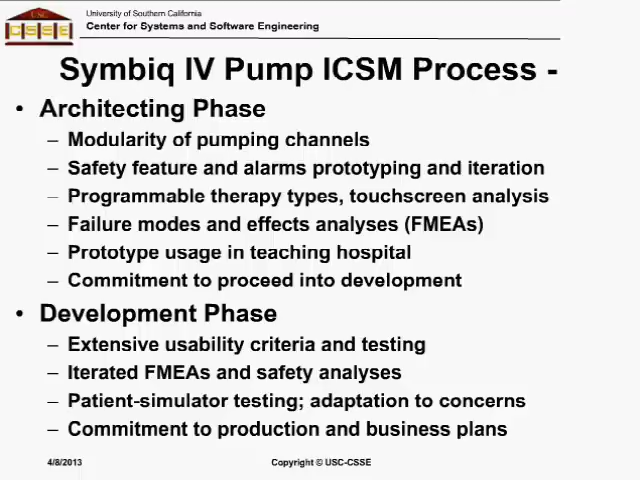 University of Southern California
Center for Systems and Software Engineering
USC
CSSE
Symbiq IV Pump ICSM Process -
• Architecting Phase
– Modularity of pumping channels
– Safety feature and alarms prototyping and iteration
– Programmable therapy types, touchscreen analysis
– Failure modes and effects analyses (FMEAs)
– Prototype usage in teaching hospital
– Commitment to proceed into development
• Development Phase
– Extensive usability criteria and testing
– Iterated FMEAs and safety analyses
– Patient-simulator testing; adaptation to concerns
– Commitment to production and business plans
4/8/2013 Copyright © USC-CSSE